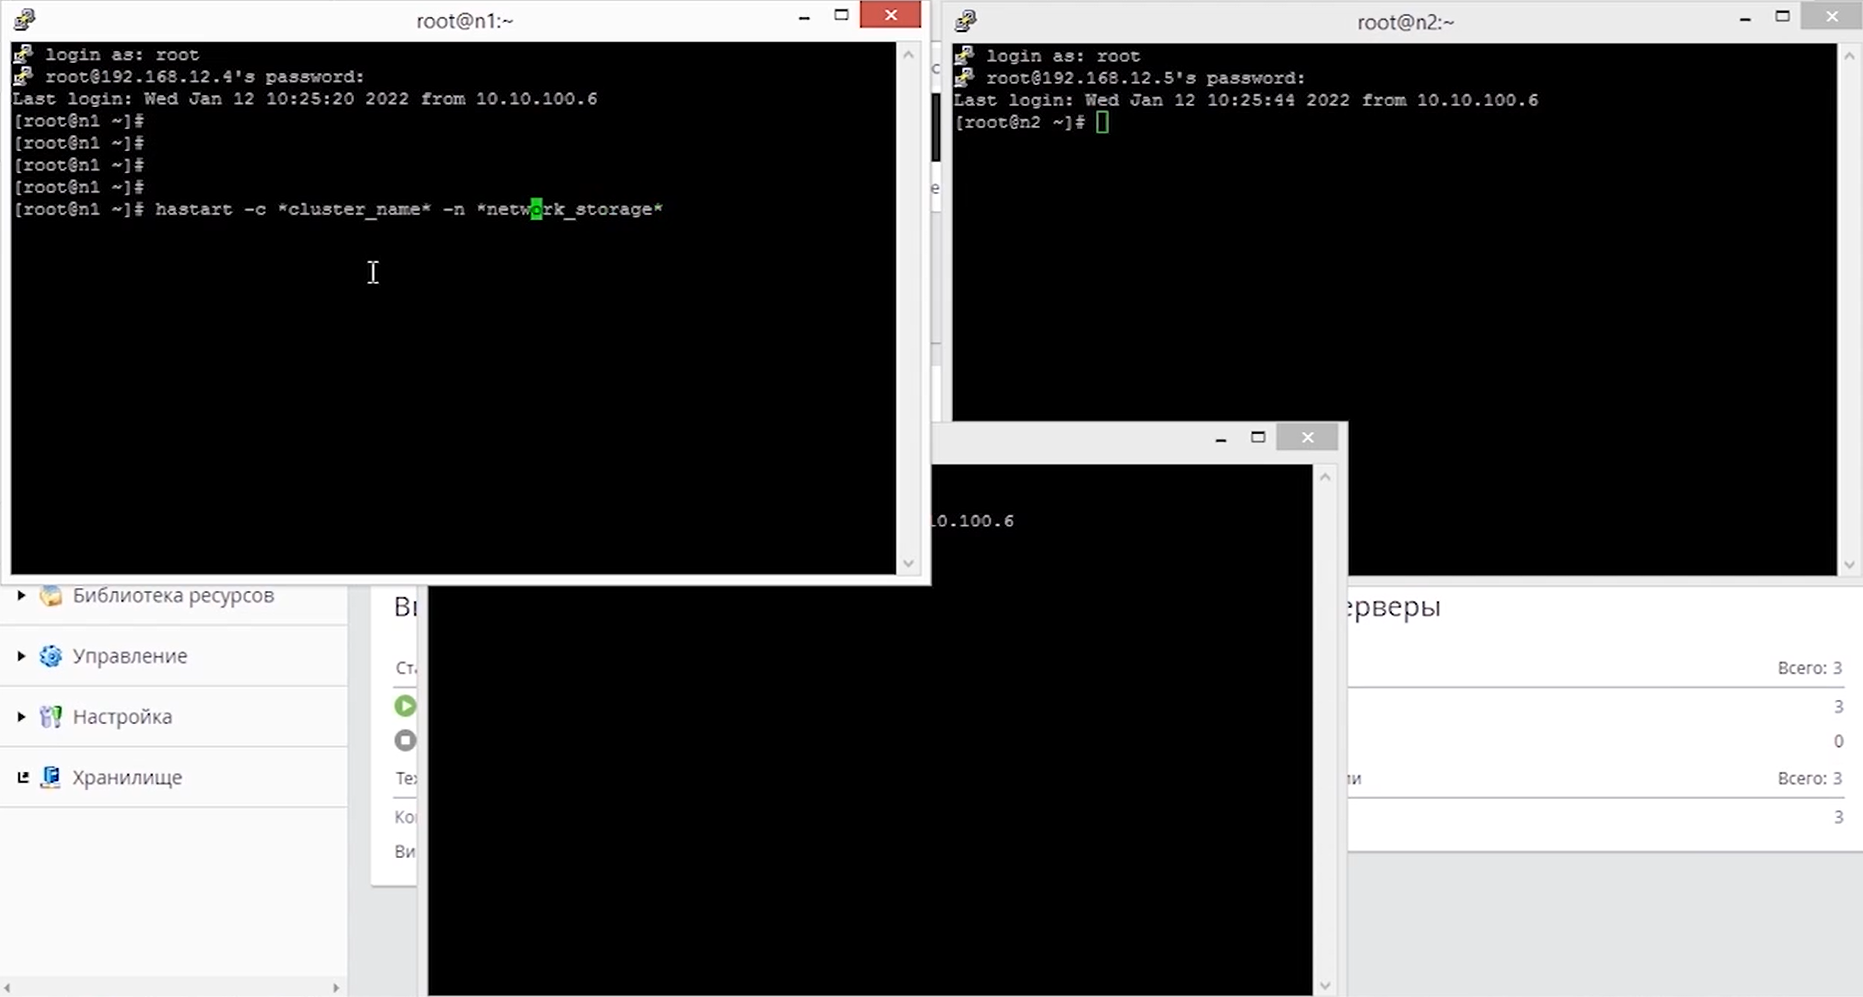 root@n1:~
login as: root
root@192.168.12.4's password:
Last login: Wed Jan 12 10:25:20 2022 from 10.10.100.6
[root@n1 ~]#
[root@n1 ~]#
[root@n1 ~]#
[root@n1 ~]#
[root@n1 ~]# hastart -c *cluster_name* -n *network_storage*
root@n2:~
login as: root
root@192.168.12.5's password:
Last login: Wed Jan 12 10:25:44 2022 from 10.10.100.6
[root@n2 ~]#
10.100.6
Библиотека ресурсов
Управление
Настройка
Хранилище
Ви
Ста
Тех
Ко
Ви
ерверы
Всего: 3
3
0
ии
Всего: 3
3